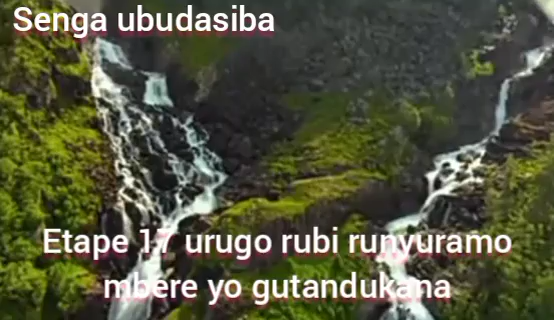 Senga ubudasiba
Etape 17 urugo rubi runyuramo
mbere yo gutandukana